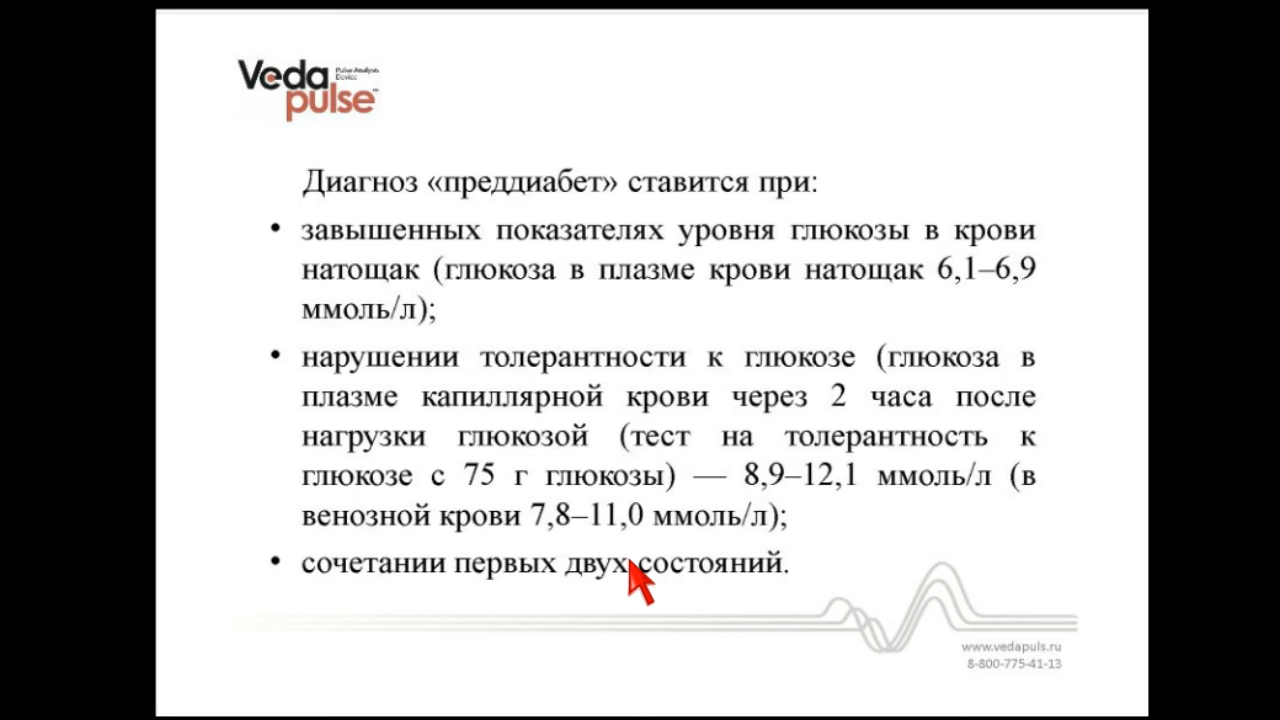 Veda
Pulse Analysis
Device
pulse™
Диагноз «преддиабет» ставится при:
• завышенных показателях уровня глюкозы в крови
натощак (глюкоза в плазме крови натощак 6,1–6,9
ммоль/л);
• нарушении толерантности к глюкозе (глюкоза в
плазме капиллярной крови через 2 часа после
нагрузки глюкозой (тест на толерантность к
глюкозе с 75 г глюкозы) — 8,9–12,1 ммоль/л (в
венозной крови 7,8–11,0 ммоль/л);
• сочетании первых двух состояний.
www.vedapuls.ru
8-800-775-41-13